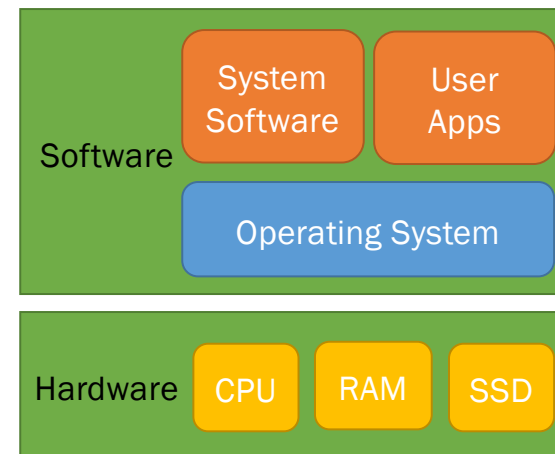 System
Software
User
Apps
Software
Operating System
Hardware
CPU
RAM
SSD